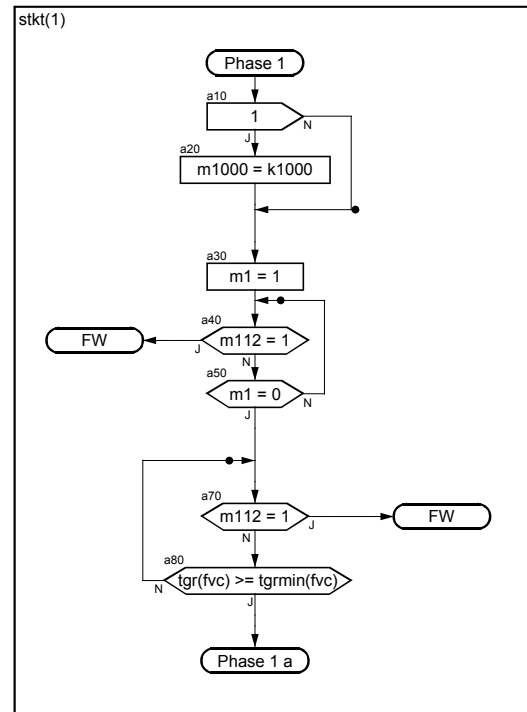 stkt(1)
Phase 1
a10
1
N
J
a20
m1000 = k1000
a30
m1 = 1
a40
FW
m112 = 1
J
N
a50
m1 = 0
N
J
a70
m112 = 1
FW
J
N
a80
tgr(fvc) >= tgrmin(fvc)
N
J
Phase 1 a